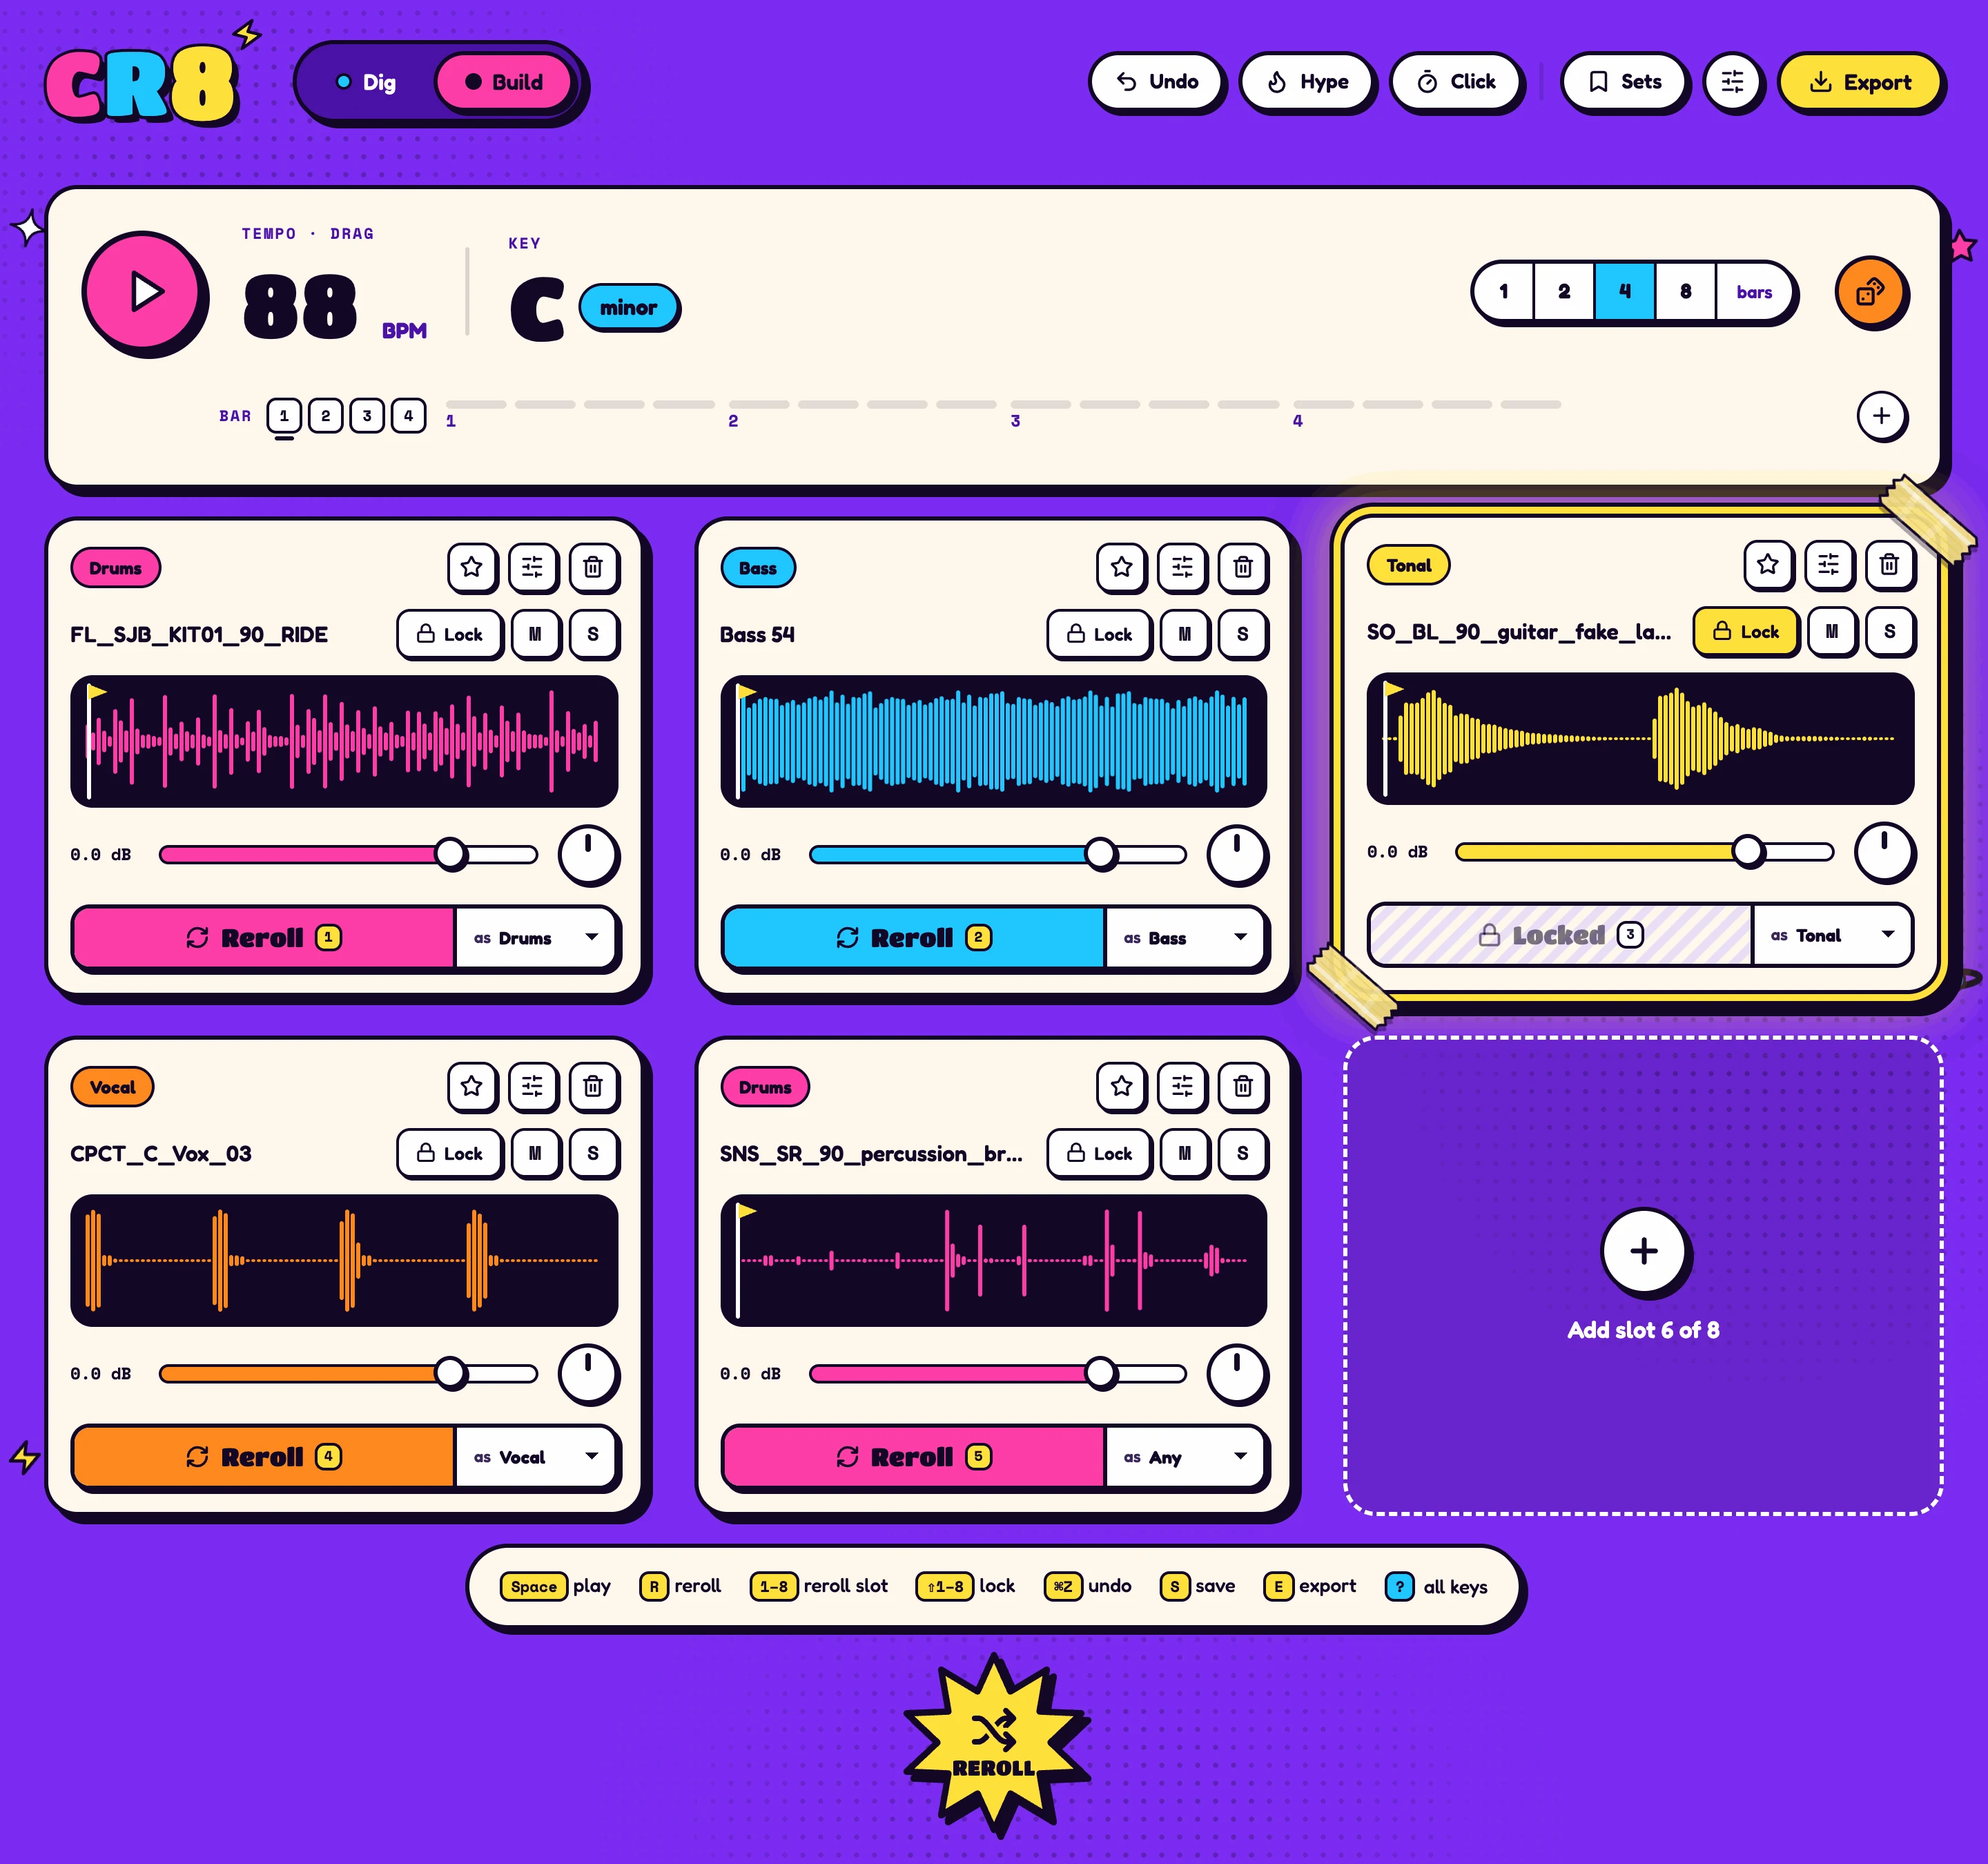 CR8
Dig Build
Undo Hype Click Sets Export
TEMPO · DRAG
88 BPM
KEY
C minor
1 2 4 8 bars
BAR 1 2 3 4
1 2 3 4
Drums
FL_SJB_KIT01_90_RIDE Lock M S
0.0 dB
Reroll 1 as Drums
Bass
Bass 54 Lock M S
0.0 dB
Reroll 2 as Bass
Tonal
SO_BL_90_guitar_fake_la... Lock M S
0.0 dB
Locked 3 as Tonal
Vocal
CPCT_C_Vox_03 Lock M S
0.0 dB
Reroll 4 as Vocal
Drums
SNS_SR_90_percussion_br... Lock M S
0.0 dB
Reroll 5 as Any
Add slot 6 of 8
Space play R reroll 1-8 reroll slot ⇧1-8 lock ⌘Z undo S save E export ? all keys
REROLL